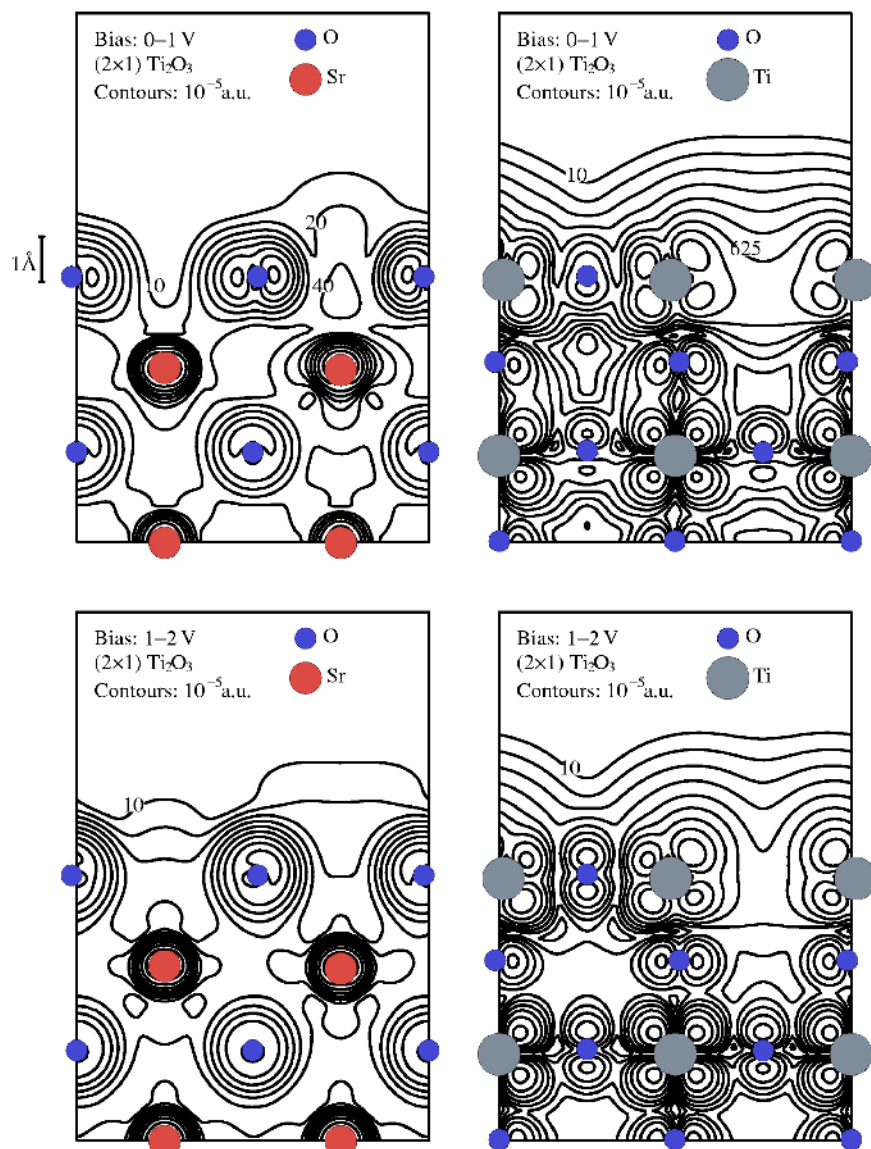 Bias: 0–1 V
(2×1) Ti₂O₃
Contours: 10⁻⁵a.u.
O
Sr
20
10
40
1Å
Bias: 0–1 V
(2×1) Ti₂O₃
Contours: 10⁻⁵a.u.
O
Ti
10
625
Bias: 1–2 V
(2×1) Ti₂O₃
Contours: 10⁻⁵a.u.
O
Sr
10
Bias: 1–2 V
(2×1) Ti₂O₃
Contours: 10⁻⁵a.u.
O
Ti
10